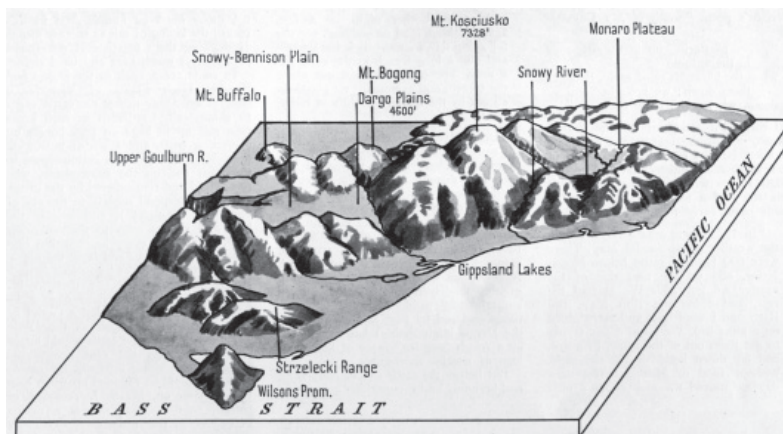 Mt. Kosciusko
7328'
Monaro Plateau
Snowy-Bennison Plain
Mt. Bogong
Snowy River
Mt. Buffalo
Dargo Plains
4600'
Upper Goulburn R.
PACIFIC OCEAN
Gippsland Lakes
Strzelecki Range
Wilsons Prom.
BASS STRAIT